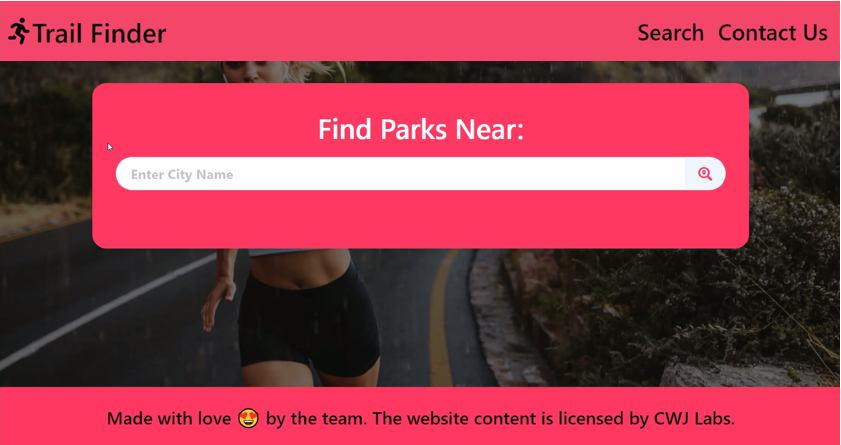 Trail Finder
Search Contact Us
Find Parks Near:
Enter City Name
Made with love 😍 by the team. The website content is licensed by CWJ Labs.